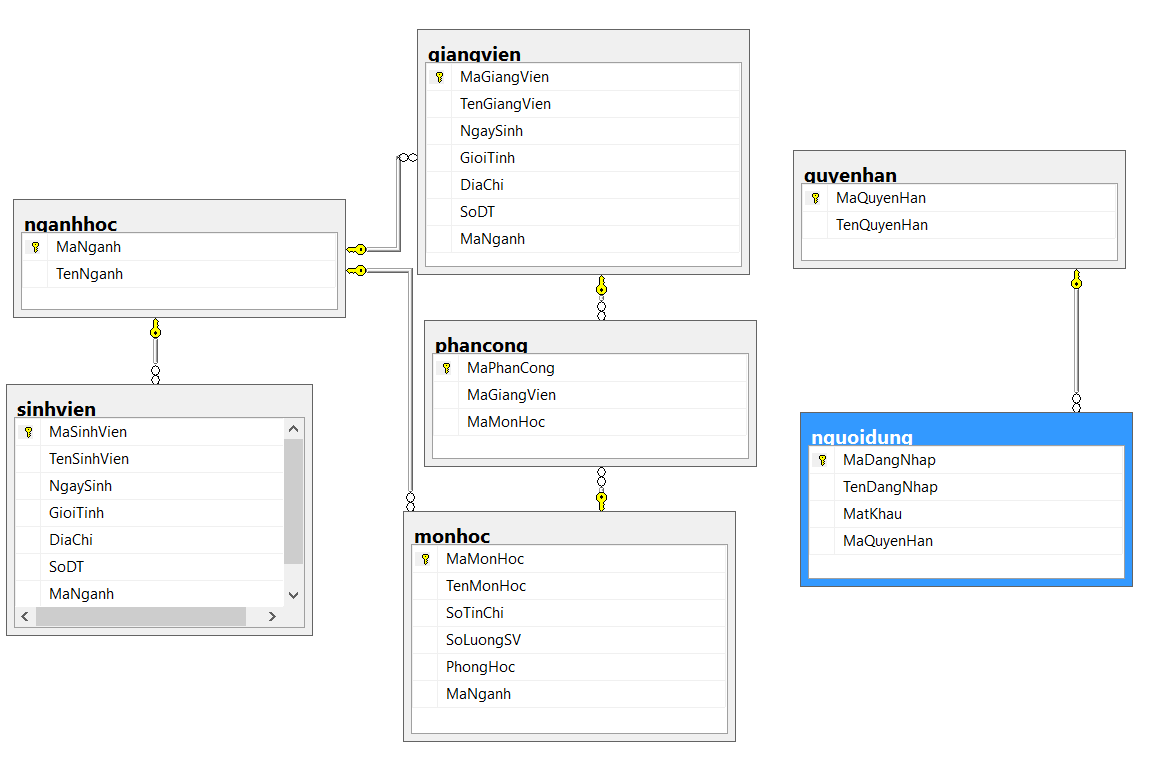 giangvien
MaGiangVien
TenGiangVien
NgaySinh
GioiTinh
DiaChi
SoDT
MaNganh
quyenhan
MaQuyenHan
TenQuyenHan
nganhhoc
MaNganh
TenNganh
phancong
MaPhanCong
MaGiangVien
MaMonHoc
sinhvien
MaSinhVien
TenSinhVien
NgaySinh
GioiTinh
DiaChi
SoDT
MaNganh
nguoidung
MaDangNhap
TenDangNhap
MatKhau
MaQuyenHan
monhoc
MaMonHoc
TenMonHoc
SoTinChi
SoLuongSV
PhongHoc
MaNganh